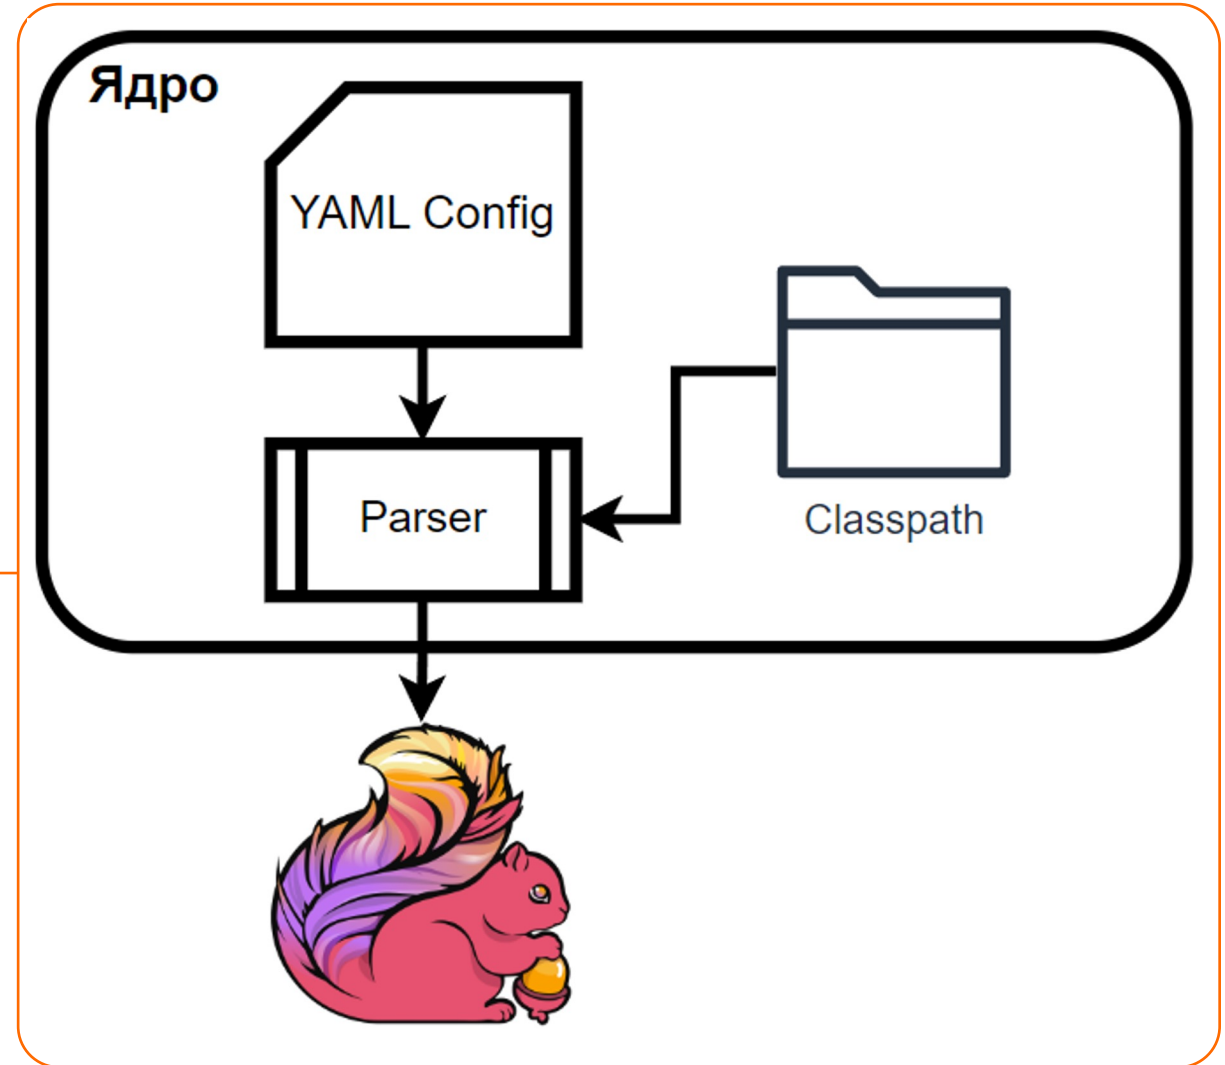 Ядро
YAML Config
Parser
Classpath